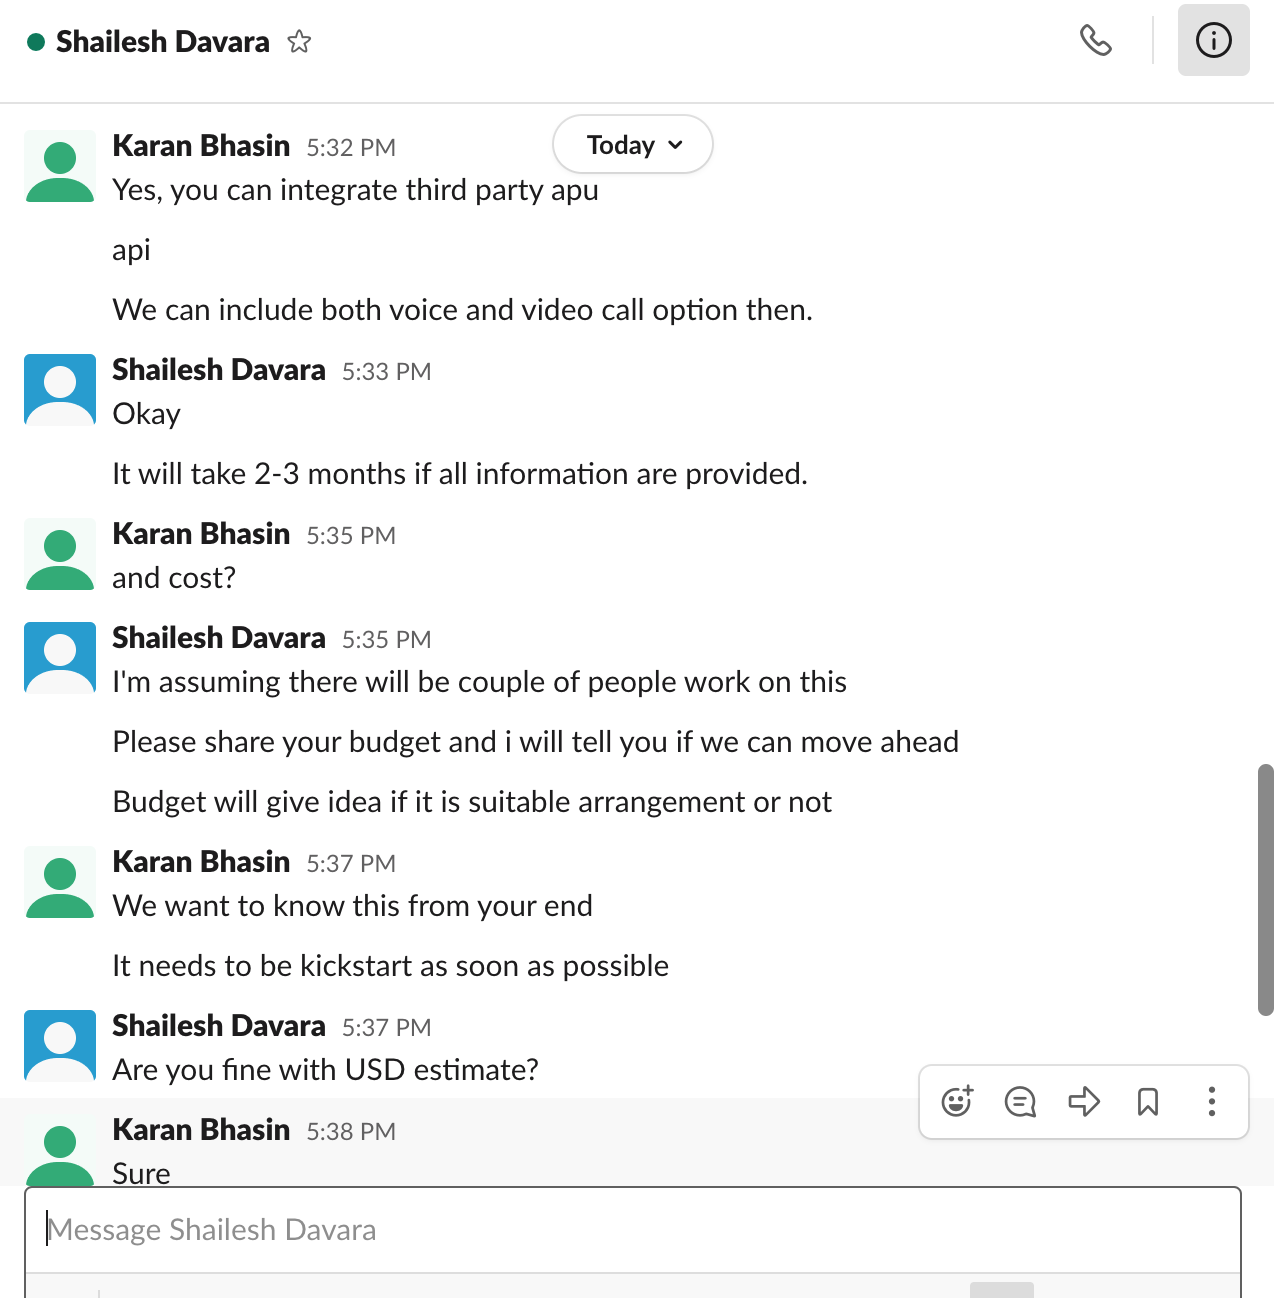 Shailesh Davara
Karan Bhasin 5:32 PM
Today
Yes, you can integrate third party apu
api
We can include both voice and video call option then.
Shailesh Davara 5:33 PM
Okay
It will take 2-3 months if all information are provided.
Karan Bhasin 5:35 PM
and cost?
Shailesh Davara 5:35 PM
I'm assuming there will be couple of people work on this
Please share your budget and i will tell you if we can move ahead
Budget will give idea if it is suitable arrangement or not
Karan Bhasin 5:37 PM
We want to know this from your end
It needs to be kickstart as soon as possible
Shailesh Davara 5:37 PM
Are you fine with USD estimate?
Karan Bhasin 5:38 PM
Sure
Message Shailesh Davara